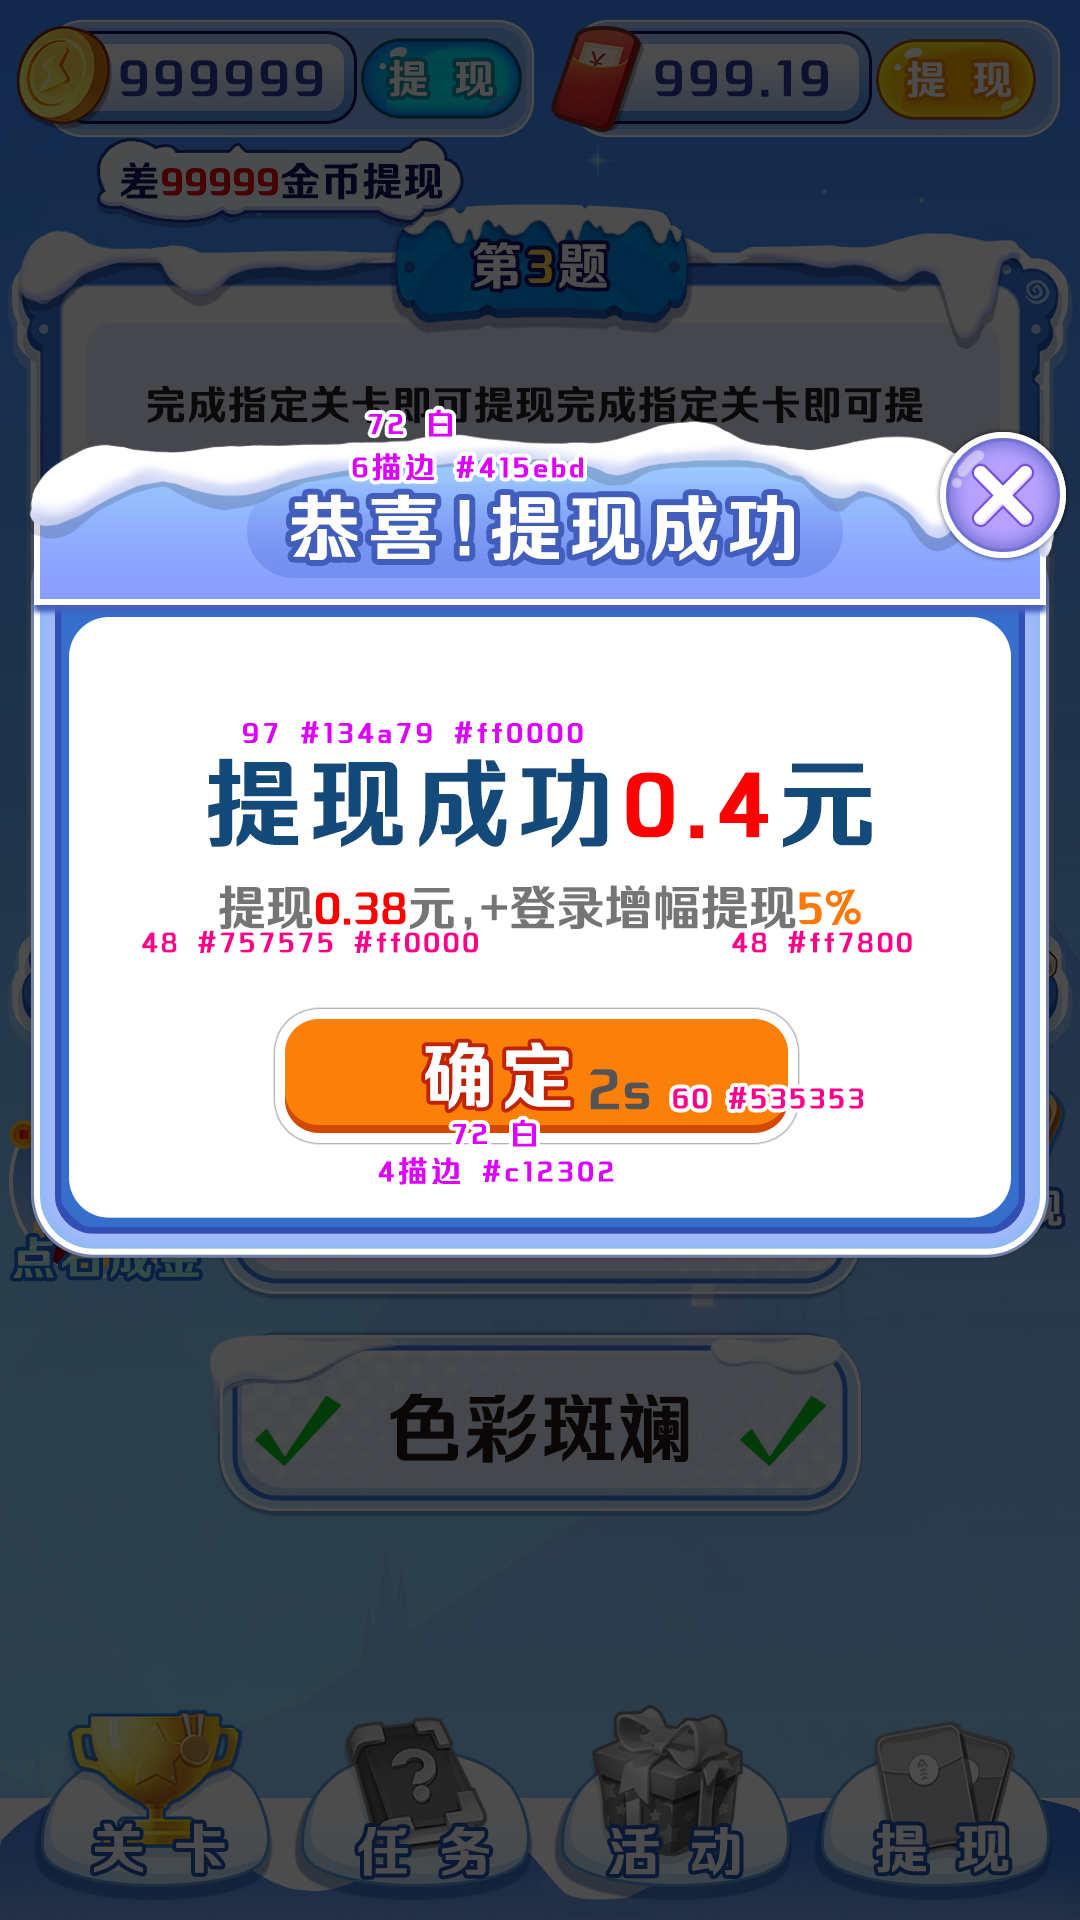 999999 提现 999.19 提现
差99999金币提现
第3题
完成指定关卡即可提现完成指定关卡即可提
72 白
6描边 #415ebd
恭喜!提现成功
97 #134a79 #ff0000
提现成功0.4元
提现0.38元,+登录增幅提现5%
48 #757575 #ff0000 48 #ff7800
确定 2s 60 #535353
72 白
4描边 #c12302
点石成金 现
色彩斑斓
关卡 任务 活动 提现